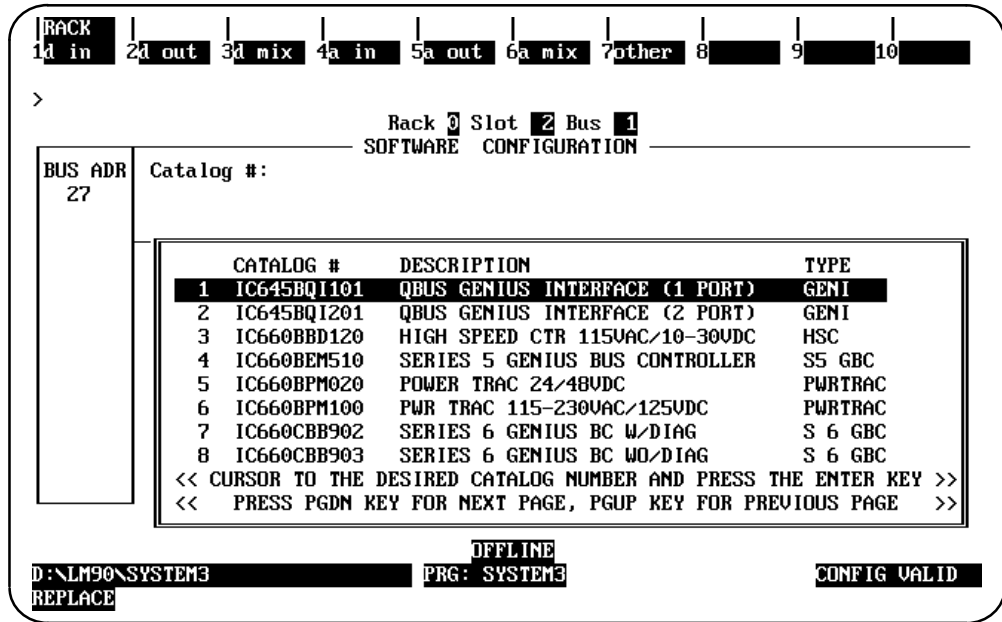 RACK
1d in 2d out 3d mix 4a in 5a out 6a mix 7other 8 9 10
>
Rack 0 Slot 2 Bus 1
SOFTWARE CONFIGURATION
BUS ADR Catalog #:
27
CATALOG # DESCRIPTION TYPE
1 IC645BQI101 QBUS GENIUS INTERFACE (1 PORT) GENI
2 IC645BQI201 QBUS GENIUS INTERFACE (2 PORT) GENI
3 IC660BBD120 HIGH SPEED CTR 115VAC/10-30VDC HSC
4 IC660BEM510 SERIES 5 GENIUS BUS CONTROLLER S5 GBC
5 IC660BPM020 POWER TRAC 24/48VDC PWRTRAC
6 IC660BPM100 PWR TRAC 115-230VAC/125VDC PWRTRAC
7 IC660CBB902 SERIES 6 GENIUS BC W/DIAG S 6 GBC
8 IC660CBB903 SERIES 6 GENIUS BC WO/DIAG S 6 GBC
<< CURSOR TO THE DESIRED CATALOG NUMBER AND PRESS THE ENTER KEY >>
<< PRESS PGDN KEY FOR NEXT PAGE, PGUP KEY FOR PREVIOUS PAGE >>
OFFLINE
D:\LM90\SYSTEM3 PRG: SYSTEM3 CONFIG VALID
REPLACE